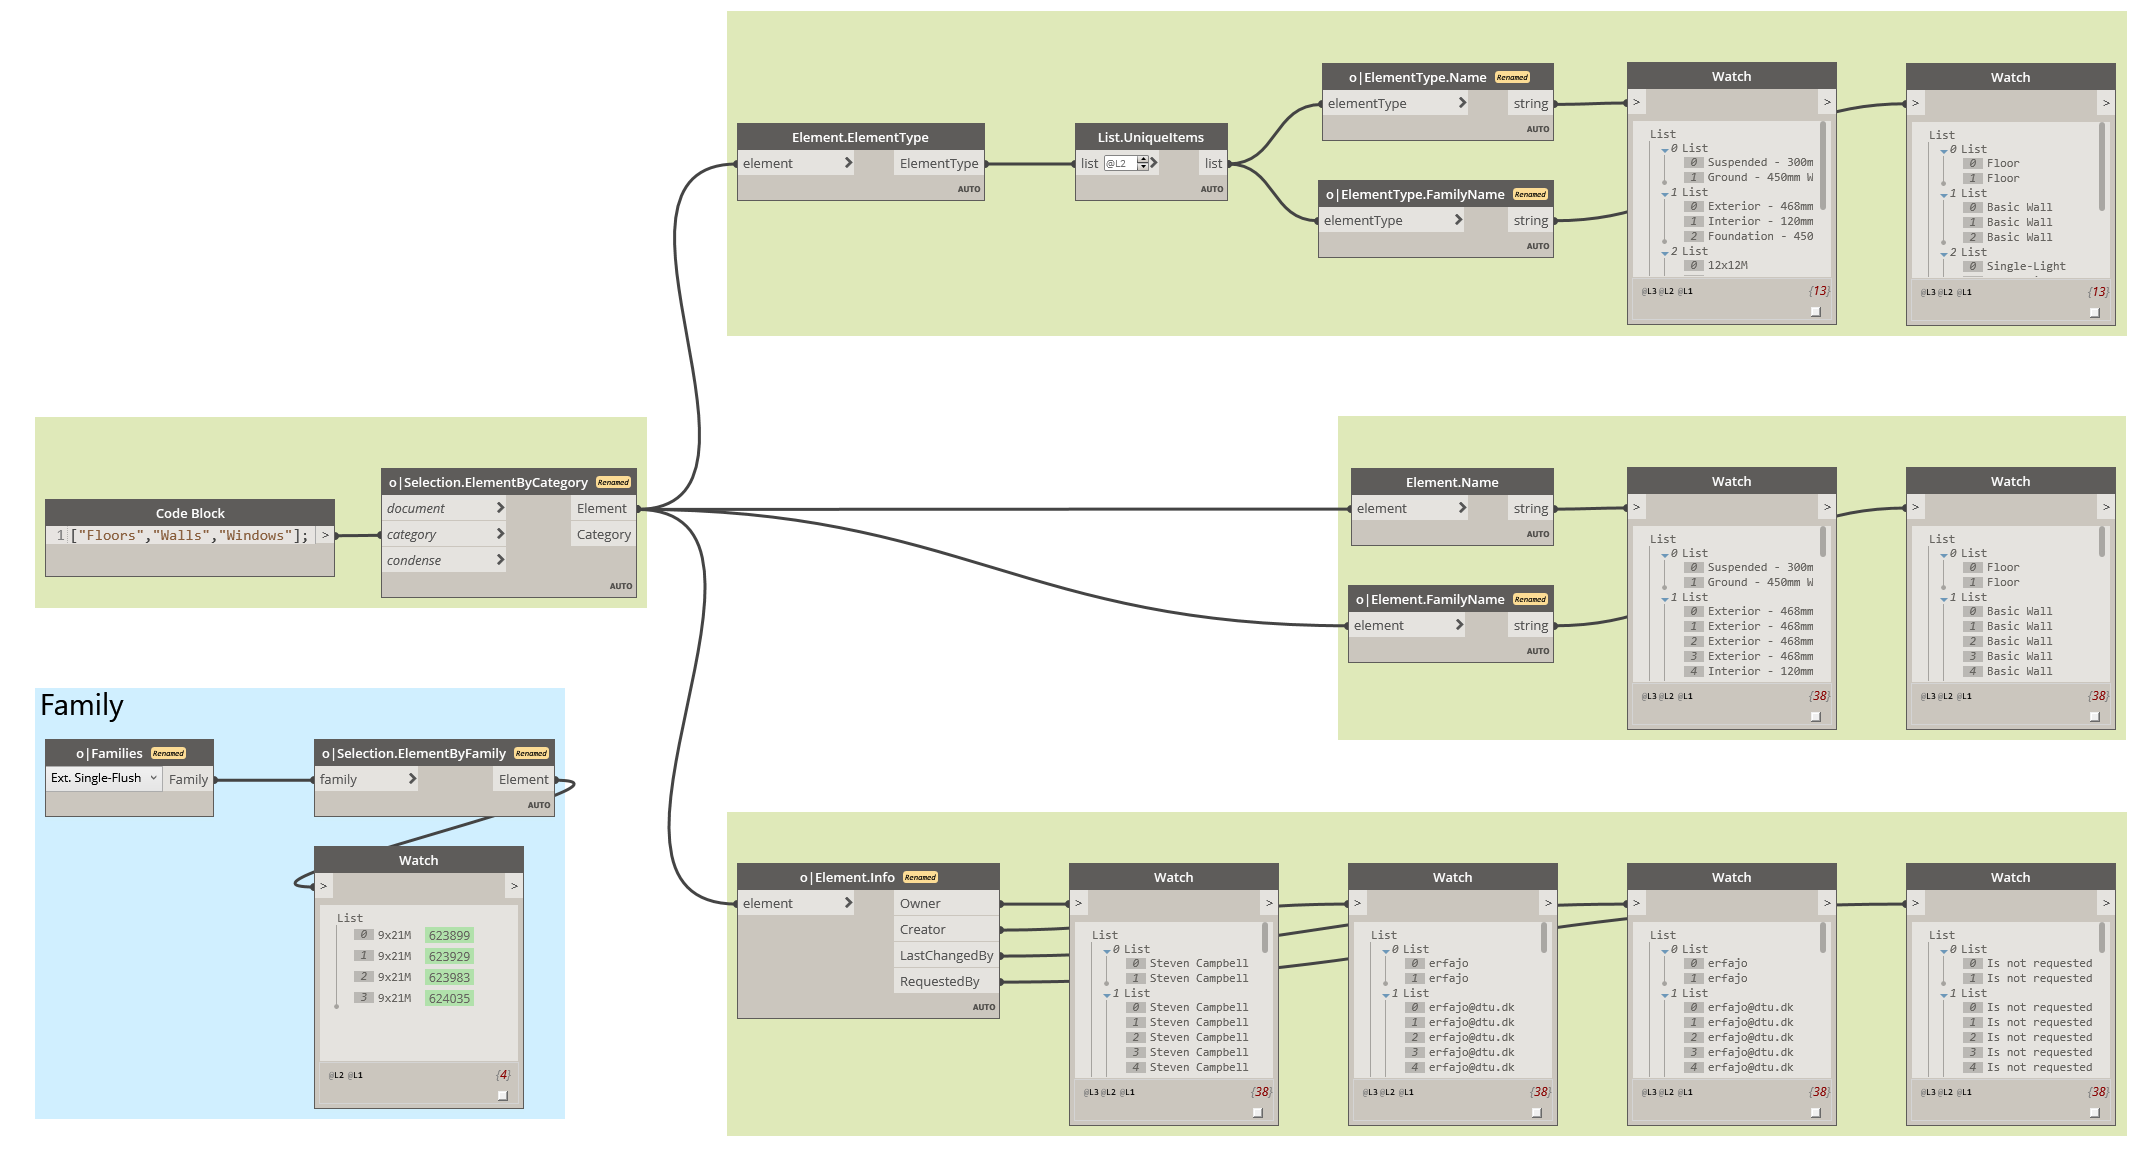 Element.ElementType
element > ElementType
AUTO
List.UniqueItems
list @L2 > list
AUTO
o|ElementType.Name Renamed
elementType > string
AUTO
o|ElementType.FamilyName Renamed
elementType > string
AUTO
Watch
> >
List
0 List
0 Suspended - 300m
1 Ground - 450mm W
1 List
0 Exterior - 468mm
1 Interior - 120mm
2 Foundation - 450
2 List
0 12x12M
@L3 @L2 @L1 {13}
Watch
> >
List
0 List
0 Floor
1 Floor
1 List
0 Basic Wall
1 Basic Wall
2 Basic Wall
2 List
0 Single-Light
@L3 @L2 @L1 {13}
Code Block
1 ["Floors","Walls","Windows"]; >
o|Selection.ElementByCategory Renamed
document > Element
category > Category
condense >
AUTO
Element.Name
element > string
AUTO
o|Element.FamilyName Renamed
element > string
AUTO
Watch
> >
List
0 List
0 Suspended - 300m
1 Ground - 450mm W
1 List
0 Exterior - 468mm
1 Exterior - 468mm
2 Exterior - 468mm
3 Exterior - 468mm
4 Interior - 120mm
@L3 @L2 @L1 {38}
Watch
> >
List
0 List
0 Floor
1 Floor
1 List
0 Basic Wall
1 Basic Wall
2 Basic Wall
3 Basic Wall
4 Basic Wall
@L3 @L2 @L1 {38}
Family
o|Families Renamed
Ext. Single-Flush Family
o|Selection.ElementByFamily Renamed
family > Element
AUTO
Watch
> >
List
0 9x21M 623899
1 9x21M 623929
2 9x21M 623983
3 9x21M 624035
@L2 @L1 {4}
o|Element.Info Renamed
element > Owner
Creator
LastChangedBy
RequestedBy
AUTO
Watch
> >
List
0 List
0 Steven Campbell
1 Steven Campbell
1 List
0 Steven Campbell
1 Steven Campbell
2 Steven Campbell
3 Steven Campbell
4 Steven Campbell
@L3 @L2 @L1 {38}
Watch
> >
List
0 List
0 erfajo
1 erfajo
1 List
0 erfajo@dtu.dk
1 erfajo@dtu.dk
2 erfajo@dtu.dk
3 erfajo@dtu.dk
4 erfajo@dtu.dk
@L3 @L2 @L1 {38}
Watch
> >
List
0 List
0 erfajo
1 erfajo
1 List
0 erfajo@dtu.dk
1 erfajo@dtu.dk
2 erfajo@dtu.dk
3 erfajo@dtu.dk
4 erfajo@dtu.dk
@L3 @L2 @L1 {38}
Watch
> >
List
0 List
0 Is not requested
1 Is not requested
1 List
0 Is not requested
1 Is not requested
2 Is not requested
3 Is not requested
4 Is not requested
@L3 @L2 @L1 {38}